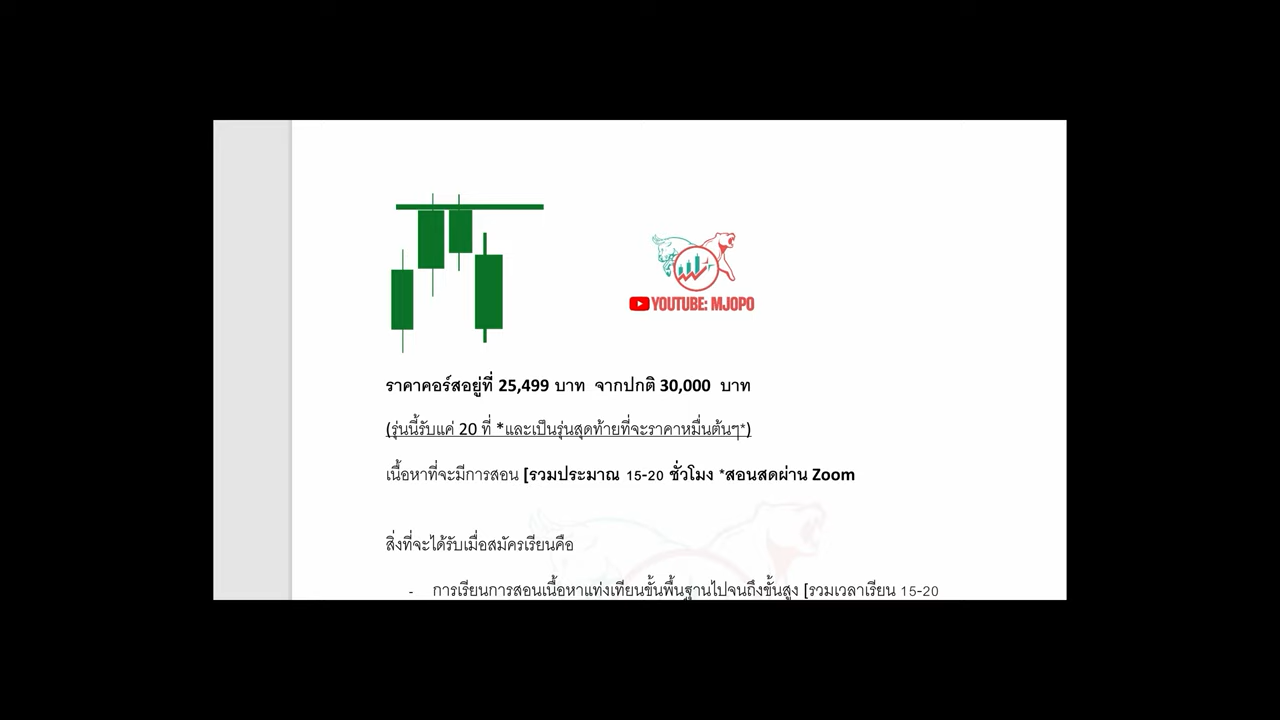 YOUTUBE: MJOPO
ราคาคอร์สอยู่ที่ 25,499 บาท จากปกติ 30,000 บาท
(รุ่นนี้รับแค่ 20 ที่ *และเป็นรุ่นสุดท้ายที่จะราคาหมื่นต้นๆ*)
เนื้อหาที่จะมีการสอน [รวมประมาณ 15-20 ชั่วโมง *สอนสดผ่าน Zoom
สิ่งที่จะได้รับเมื่อสมัครเรียนคือ
- การเรียนการสอนเนื้อหาแท่งเทียนขั้นพื้นฐานไปจนถึงขั้นสูง [รวมเวลาเรียน 15-20